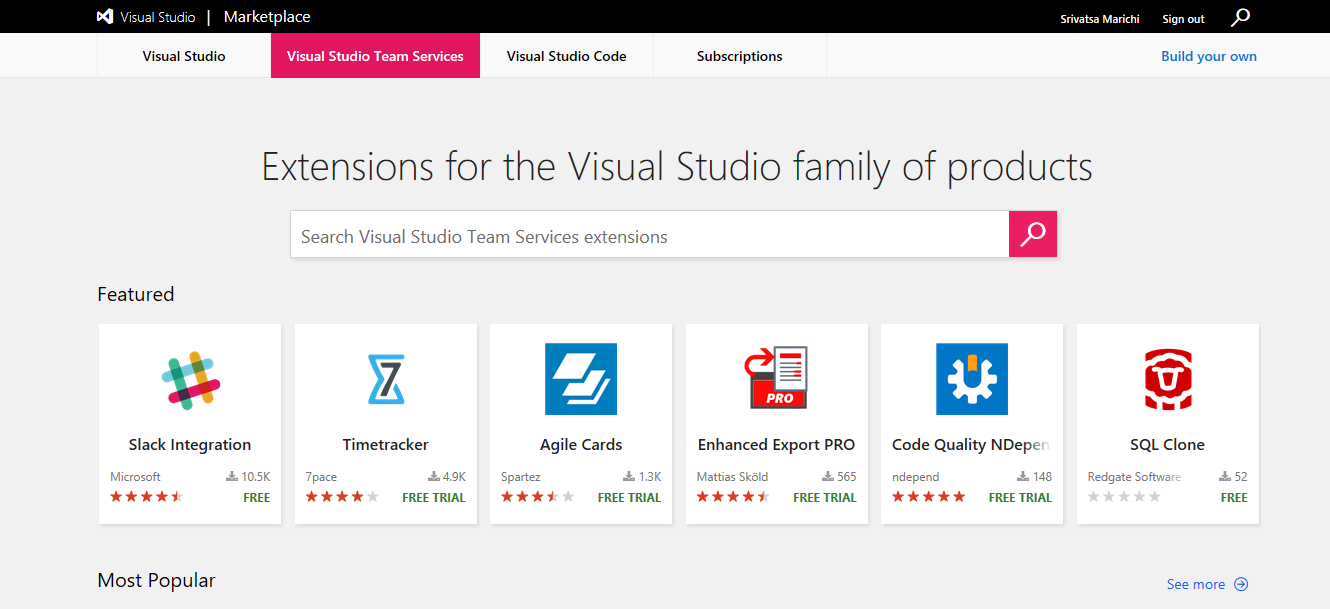 Visual Studio | Marketplace
Srivatsa Marichi Sign out
Visual Studio Visual Studio Team Services Visual Studio Code Subscriptions Build your own
Extensions for the Visual Studio family of products
Search Visual Studio Team Services extensions
Featured
7
PRO
Slack Integration Timetracker Agile Cards Enhanced Export PRO Code Quality NDepen SQL Clone
Microsoft 10.5K 7pace 4.9K Spartez 1.3K Mattias Sköld 565 ndepend 148 Redgate Software 52
FREE FREE TRIAL FREE TRIAL FREE TRIAL FREE TRIAL FREE
Most Popular
See more